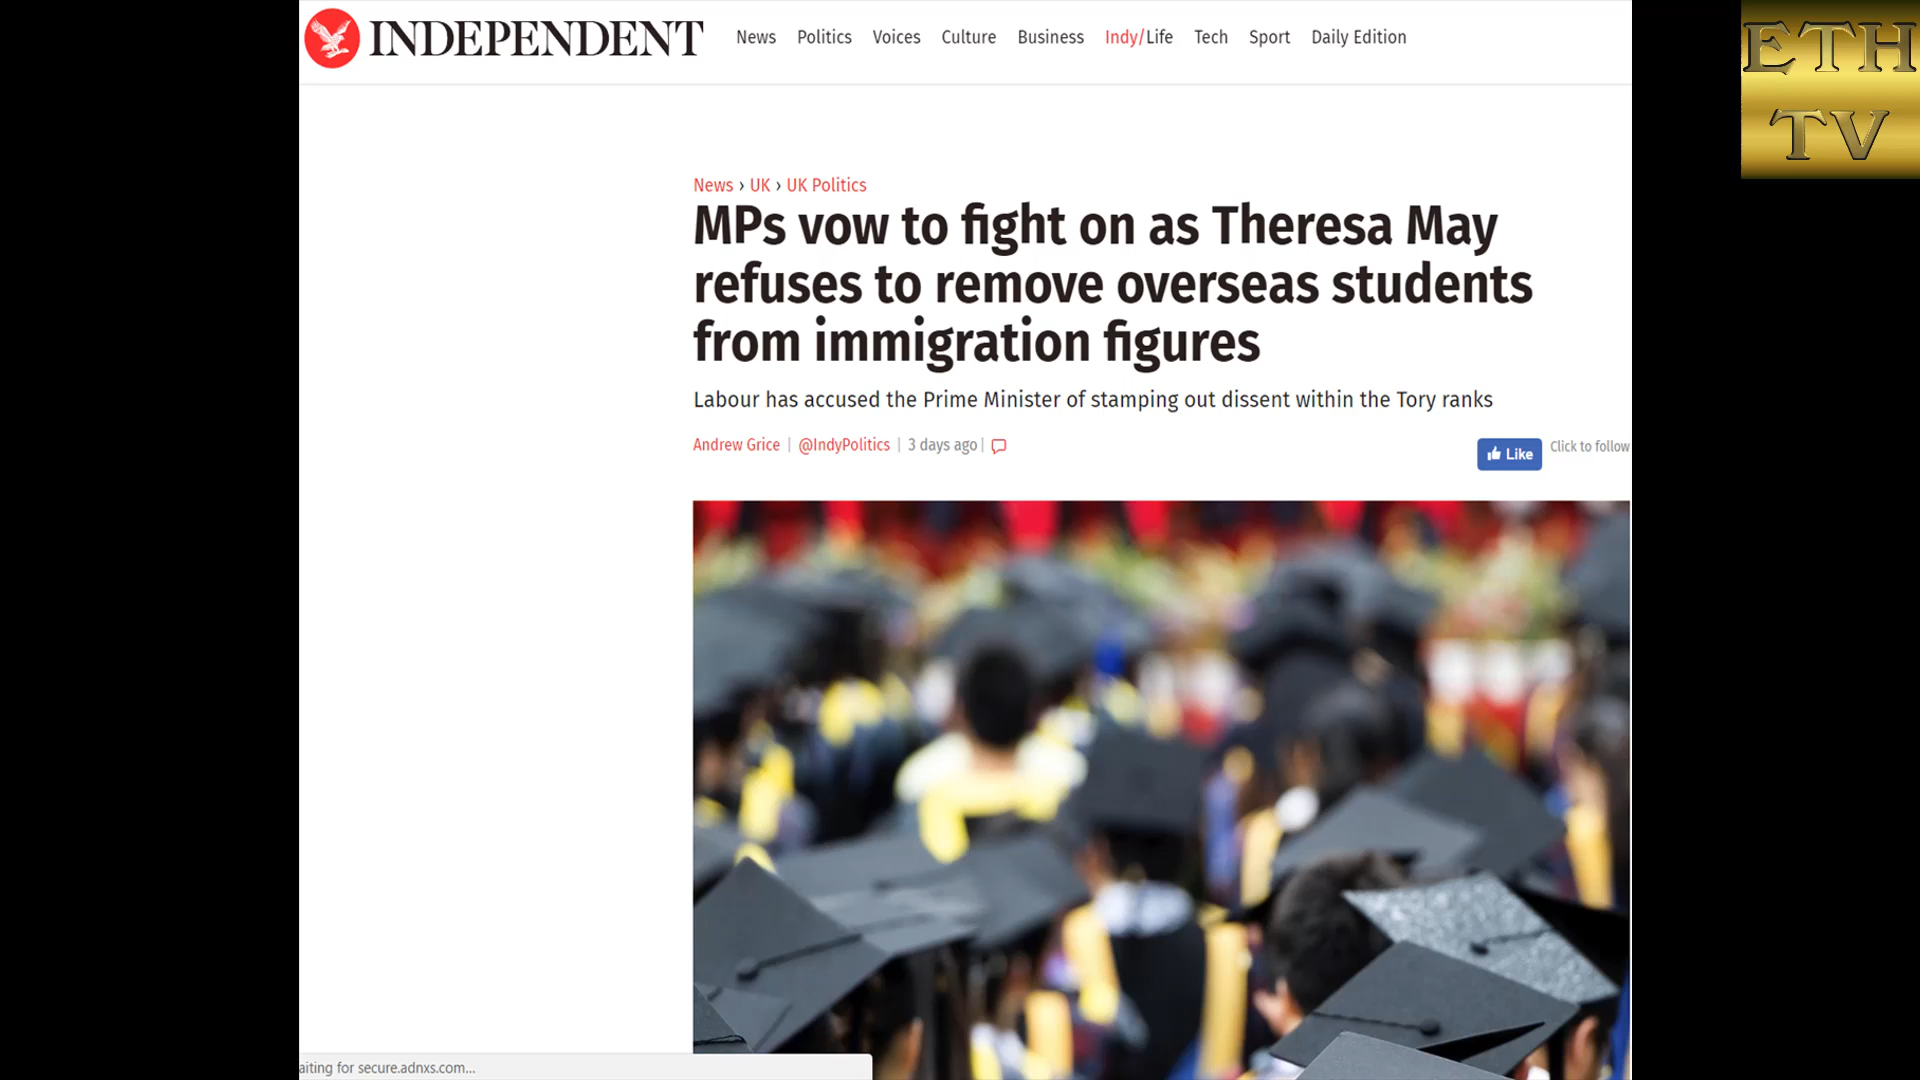 INDEPENDENT
News Politics Voices Culture Business Indy/Life Tech Sport Daily Edition
ETH
TV
News › UK › UK Politics
MPs vow to fight on as Theresa May
refuses to remove overseas students
from immigration figures
Labour has accused the Prime Minister of stamping out dissent within the Tory ranks
Andrew Grice | @IndyPolitics | 3 days ago |
Like Click to follow
aiting for secure.adnxs.com...